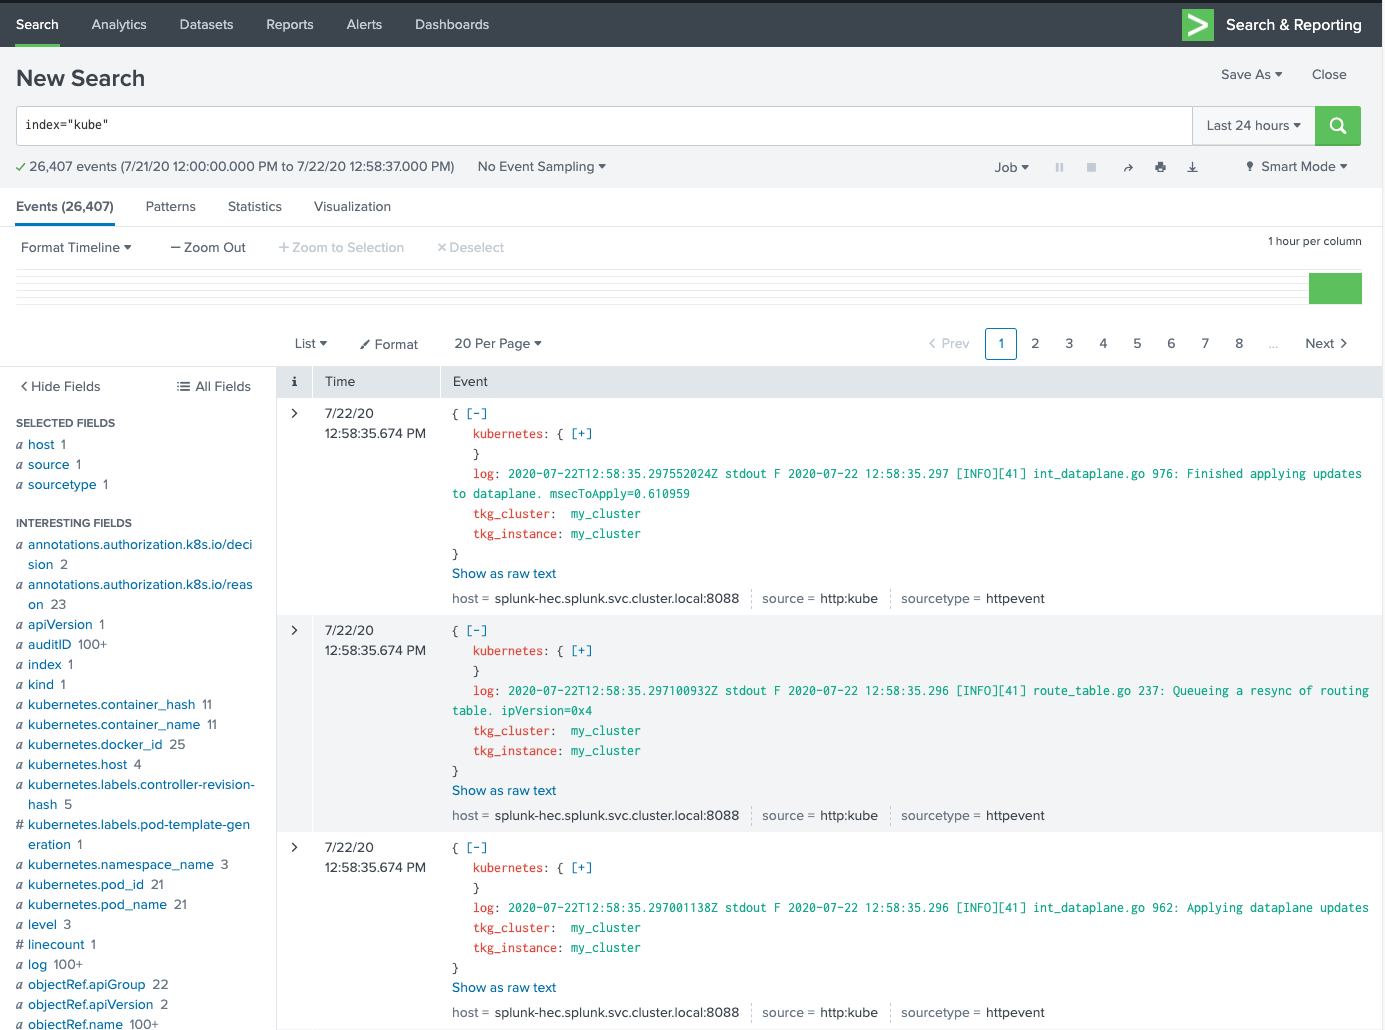 Search Analytics Datasets Reports Alerts Dashboards Search & Reporting
New Search
Save As Close
index="kube"
Last 24 hours
26,407 events (7/21/20 12:00:00.000 PM to 7/22/20 12:58:37.000 PM) No Event Sampling
Job Smart Mode
Events (26,407) Patterns Statistics Visualization
Format Timeline — Zoom Out + Zoom to Selection × Deselect
1 hour per column
List Format 20 Per Page
< Prev 1 2 3 4 5 6 7 8 ... Next >
< Hide Fields All Fields
SELECTED FIELDS
a host 1
a source 1
a sourcetype 1
INTERESTING FIELDS
a annotations.authorization.k8s.io/deci
sion 2
a annotations.authorization.k8s.io/reas
on 23
a apiVersion 1
a auditID 100+
a index 1
a kind 1
a kubernetes.container_hash 11
a kubernetes.container_name 11
a kubernetes.docker_id 25
a kubernetes.host 4
a kubernetes.labels.controller-revision-
hash 5
# kubernetes.labels.pod-template-gen
eration 1
a kubernetes.namespace_name 3
a kubernetes.pod_id 21
a kubernetes.pod_name 21
a level 3
# linecount 1
a log 100+
a objectRef.apiGroup 22
a objectRef.apiVersion 2
a objectRef.name 100+
i Time Event
> 7/22/20
12:58:35.674 PM
{ [-]
kubernetes: { [+]
}
log: 2020-07-22T12:58:35.297552024Z stdout F 2020-07-22 12:58:35.297 [INFO][41] int_dataplane.go 976: Finished applying updates
to dataplane. msecToApply=0.610959
tkg_cluster: my_cluster
tkg_instance: my_cluster
}
Show as raw text
host = splunk-hec.splunk.svc.cluster.local:8088 source = http:kube sourcetype = httpevent
> 7/22/20
12:58:35.674 PM
{ [-]
kubernetes: { [+]
}
log: 2020-07-22T12:58:35.297100932Z stdout F 2020-07-22 12:58:35.296 [INFO][41] route_table.go 237: Queueing a resync of routing
table. ipVersion=0x4
tkg_cluster: my_cluster
tkg_instance: my_cluster
}
Show as raw text
host = splunk-hec.splunk.svc.cluster.local:8088 source = http:kube sourcetype = httpevent
> 7/22/20
12:58:35.674 PM
{ [-]
kubernetes: { [+]
}
log: 2020-07-22T12:58:35.297001138Z stdout F 2020-07-22 12:58:35.296 [INFO][41] int_dataplane.go 962: Applying dataplane updates
tkg_cluster: my_cluster
tkg_instance: my_cluster
}
Show as raw text
host = splunk-hec.splunk.svc.cluster.local:8088 source = http:kube sourcetype = httpevent